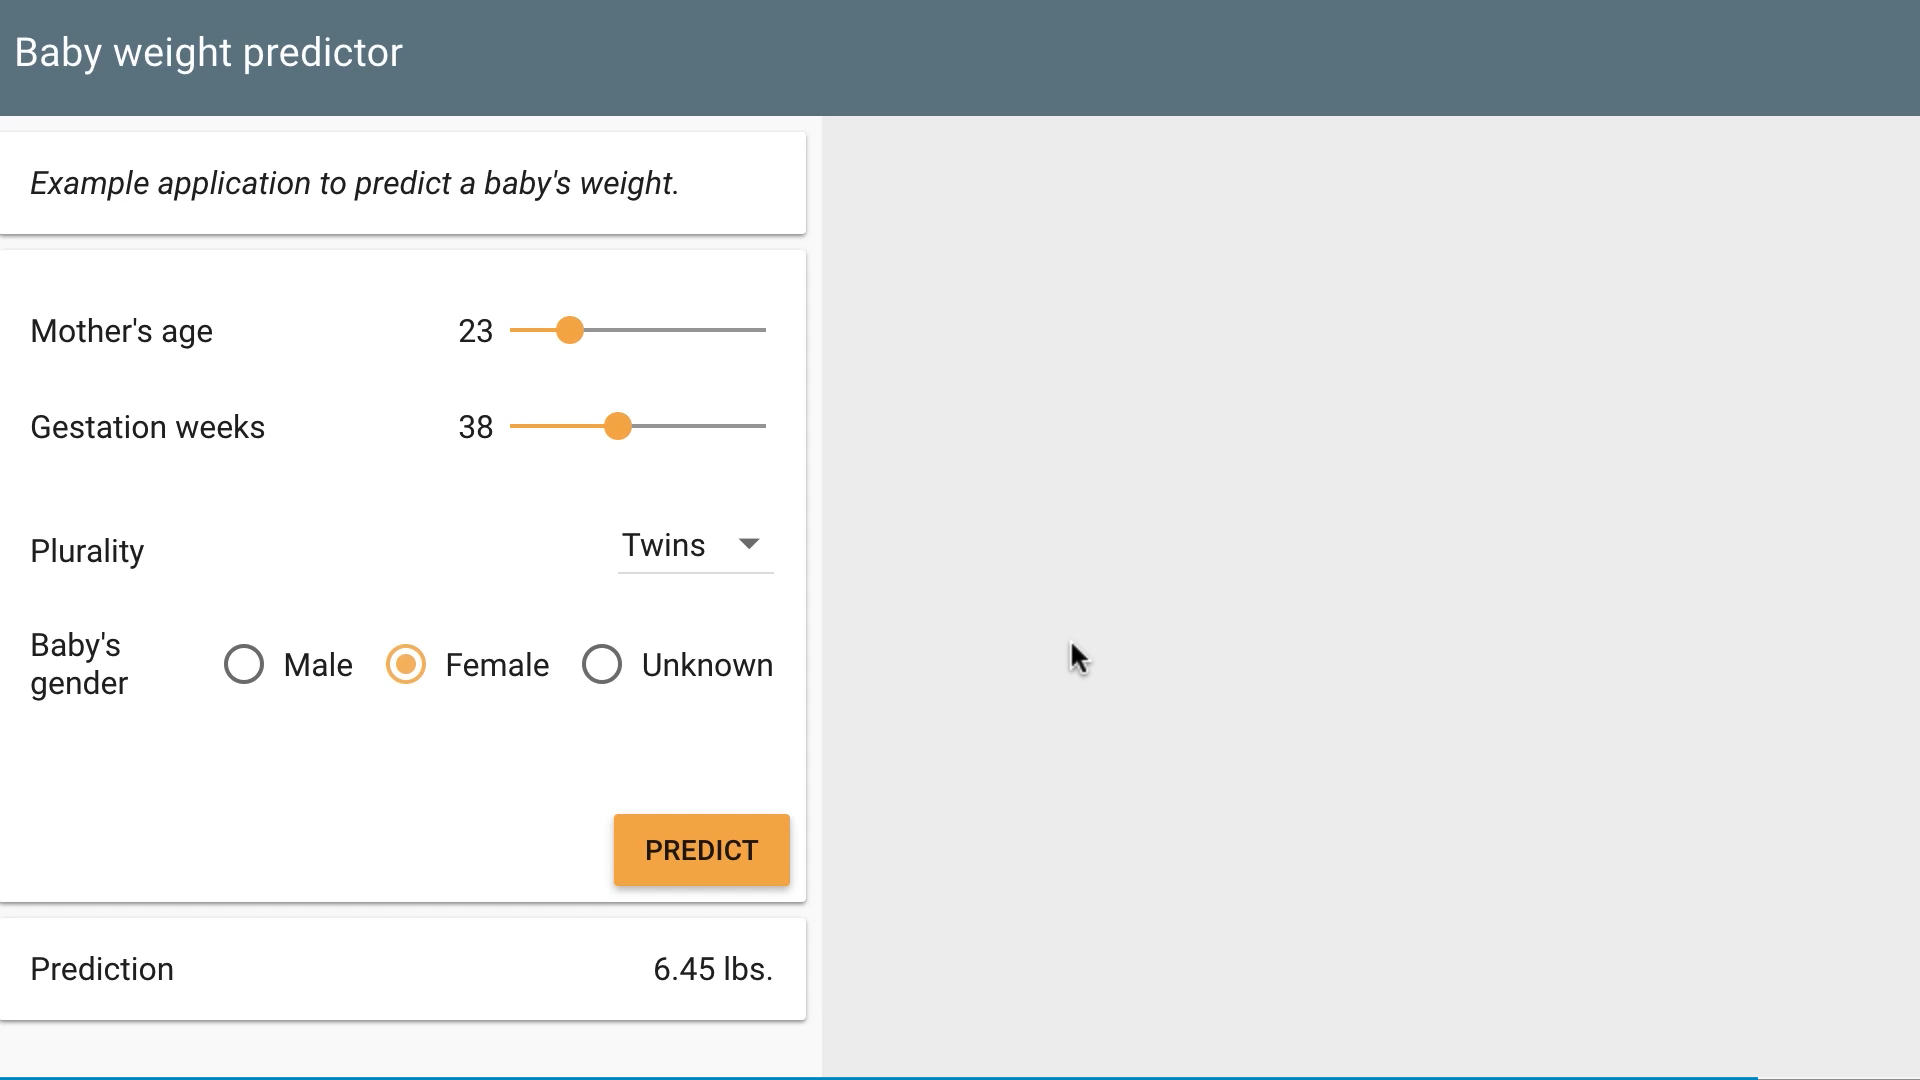 Baby weight predictor
Example application to predict a baby's weight.
Mother's age 23
Gestation weeks 38
Plurality Twins
Baby's
gender Male Female Unknown
PREDICT
Prediction 6.45 lbs.